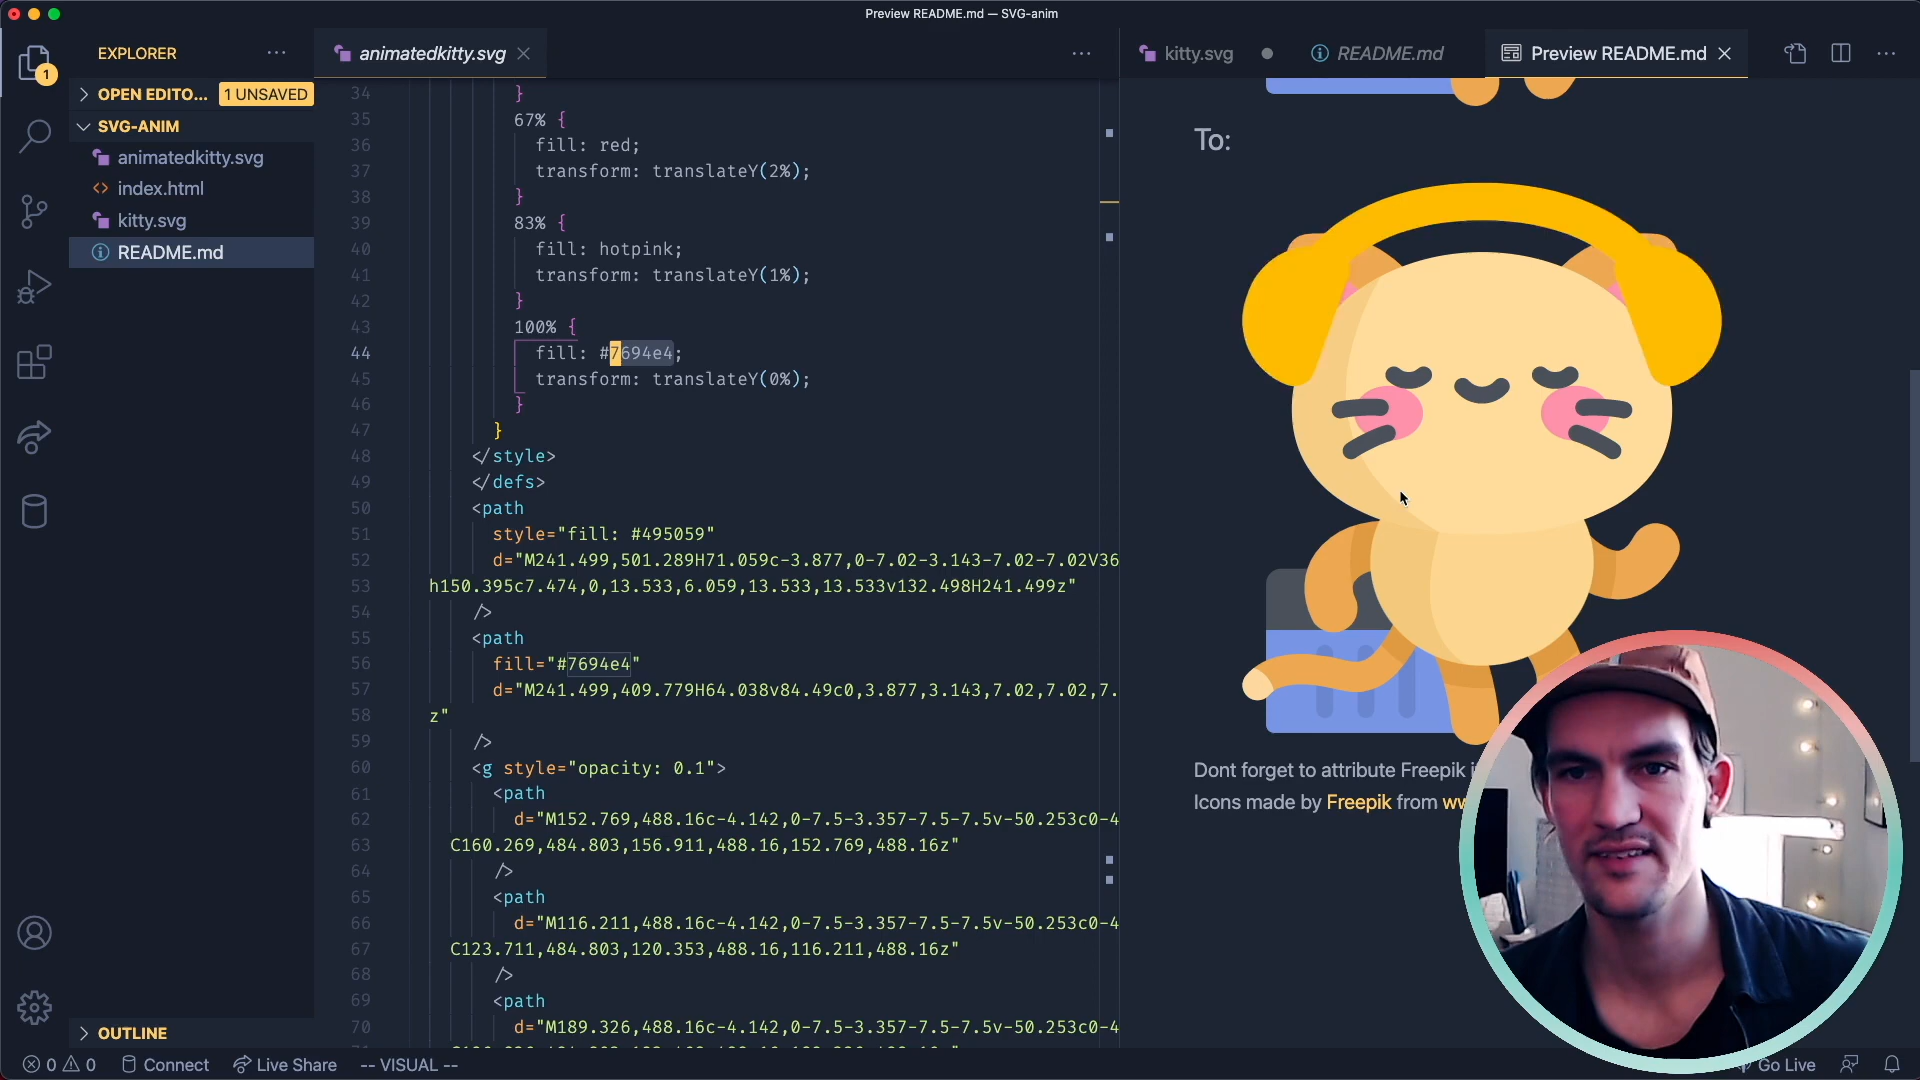 Preview README.md — SVG-anim
EXPLORER
OPEN EDITO... 1 UNSAVED
SVG-ANIM
animatedkitty.svg
index.html
kitty.svg
README.md
OUTLINE
1
animatedkitty.svg
34 }
35 67% {
36 fill: red;
37 transform: translateY(2%);
38 }
39 83% {
40 fill: hotpink;
41 transform: translateY(1%);
42 }
43 100% {
44 fill: #7694e4;
45 transform: translateY(0%);
46 }
47 }
48 </style>
49 </defs>
50 <path
51 style="fill: #495059"
52 d="M241.499,501.289H71.059c-3.877,0-7.02-3.143-7.02-7.02V36
53 h150.395c7.474,0,13.533,6.059,13.533,13.533v132.498H241.499z"
54 />
55 <path
56 fill="#7694e4"
57 d="M241.499,409.779H64.038v84.49c0,3.877,3.143,7.02,7.02,7.
58 z"
59 />
60 <g style="opacity: 0.1">
61 <path
62 d="M152.769,488.16c-4.142,0-7.5-3.357-7.5-7.5v-50.253c0-4
63 C160.269,484.803,156.911,488.16,152.769,488.16z"
64 />
65 <path
66 d="M116.211,488.16c-4.142,0-7.5-3.357-7.5-7.5v-50.253c0-4
67 C123.711,484.803,120.353,488.16,116.211,488.16z"
68 />
69 <path
70 d="M189.326,488.16c-4.142,0-7.5-3.357-7.5-7.5v-50.253c0-4
kitty.svg
README.md
Preview README.md
To:
Dont forget to attribute Freepik
Icons made by Freepik from
0 0 Connect Live Share -- VISUAL --
Go Live